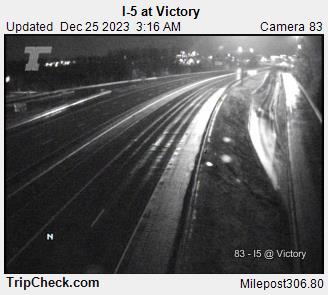 I-5 at Victory
Updated Dec 25 2023 3:16 AM Camera 83
T
N
83 - I5 @ Victory
TripCheck.com Milepost306.80